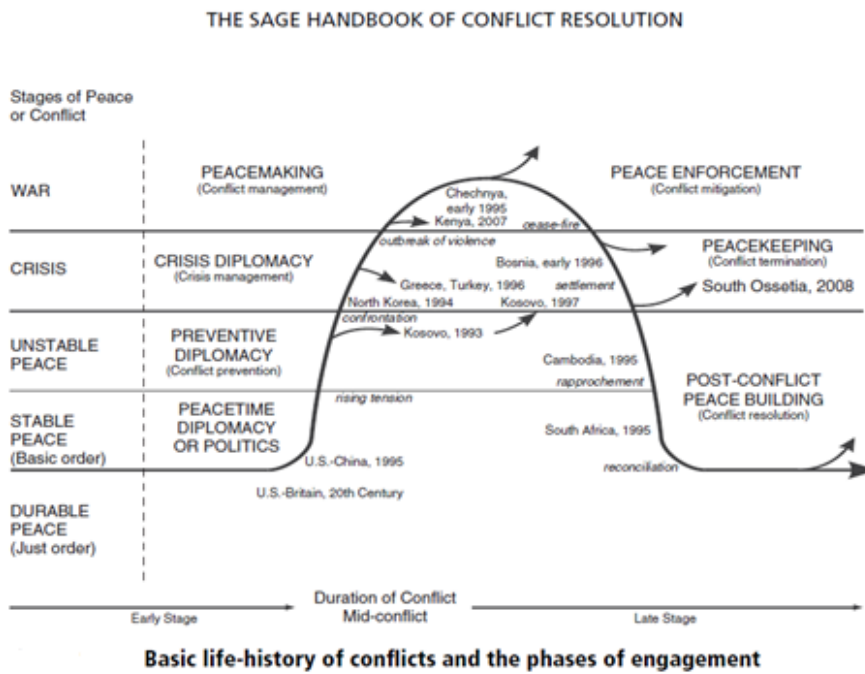 THE SAGE HANDBOOK OF CONFLICT RESOLUTION
Stages of Peace
or Conflict
WAR
PEACEMAKING
(Conflict management)
Chechnya,
early 1995
Kenya, 2007
cease-fire
PEACE ENFORCEMENT
(Conflict mitigation)
outbreak of violence
CRISIS
CRISIS DIPLOMACY
(Crisis management)
Bosnia, early 1996
PEACEKEEPING
(Conflict termination)
Greece, Turkey, 1996
settlement
South Ossetia, 2008
North Korea, 1994
Kosovo, 1997
confrontation
UNSTABLE
PEACE
PREVENTIVE
DIPLOMACY
(Conflict prevention)
Kosovo, 1993
Cambodia, 1995
rapprochement
POST-CONFLICT
PEACE BUILDING
(Conflict resolution)
rising tension
STABLE
PEACE
(Basic order)
PEACETIME
DIPLOMACY
OR POLITICS
South Africa, 1995
U.S.-China, 1995
reconciliation
U.S.-Britain, 20th Century
DURABLE
PEACE
(Just order)
Early Stage
Duration of Conflict
Mid-conflict
Late Stage
Basic life-history of conflicts and the phases of engagement